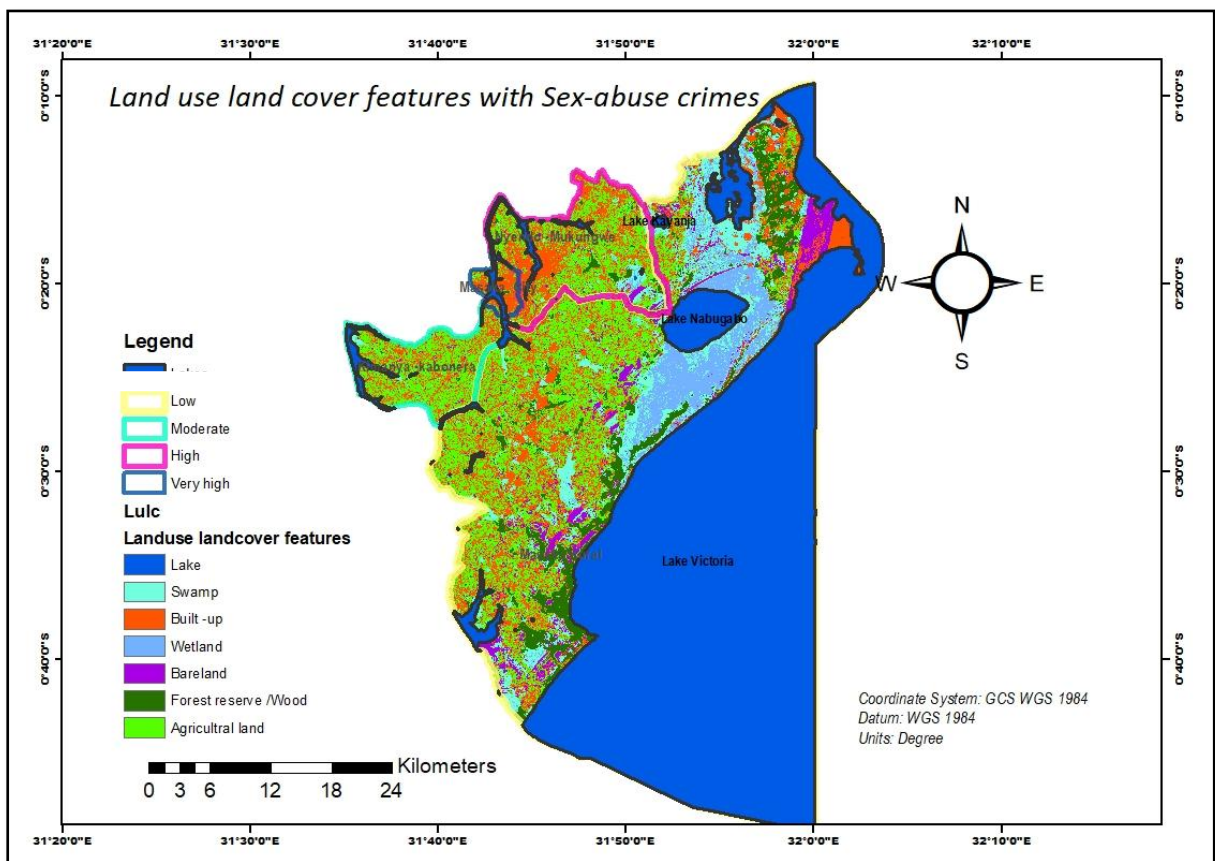 31°20'0"E 31°30'0"E 31°40'0"E 31°50'0"E 32°0'0"E 32°10'0"E
Land use land cover features with Sex-abuse crimes
0°10'0"S 0°10'0"S
Lake Kayanja
N
W E
S
0°20'0"S 0°20'0"S
Lake Nabugabo
Legend
Low
Moderate
High
Very high
0°30'0"S 0°30'0"S
Lulc
Landuse landcover features
Lake
Swamp
Built -up
Wetland
Bareland
Forest reserve /Wood
Agricultral land
Lake Victoria
0°40'0"S 0°40'0"S
Coordinate System: GCS WGS 1984
Datum: WGS 1984
Units: Degree
Kilometers
0 3 6 12 18 24
31°20'0"E 31°30'0"E 31°40'0"E 31°50'0"E 32°0'0"E 32°10'0"E